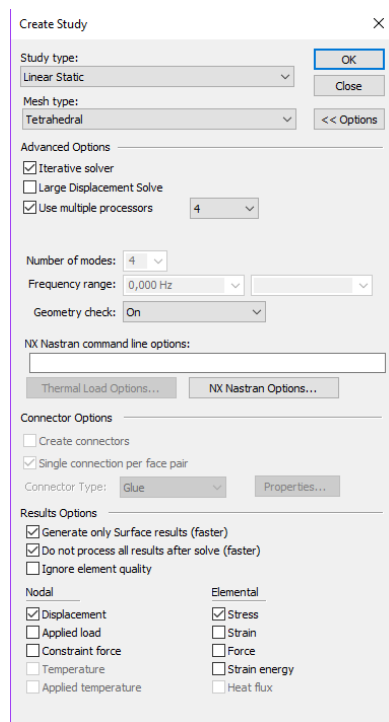 Create Study
Study type:
Linear Static
OK
Close
Mesh type:
Tetrahedral
<< Options
Advanced Options
Iterative solver
Large Displacement Solve
Use multiple processors 4
Number of modes: 4
Frequency range: 0,000 Hz
Geometry check: On
NX Nastran command line options:
Thermal Load Options... NX Nastran Options...
Connector Options
Create connectors
Single connection per face pair
Connector Type: Glue Properties...
Results Options
Generate only Surface results (faster)
Do not process all results after solve (faster)
Ignore element quality
Nodal Elemental
Displacement Stress
Applied load Strain
Constraint force Force
Temperature Strain energy
Applied temperature Heat flux